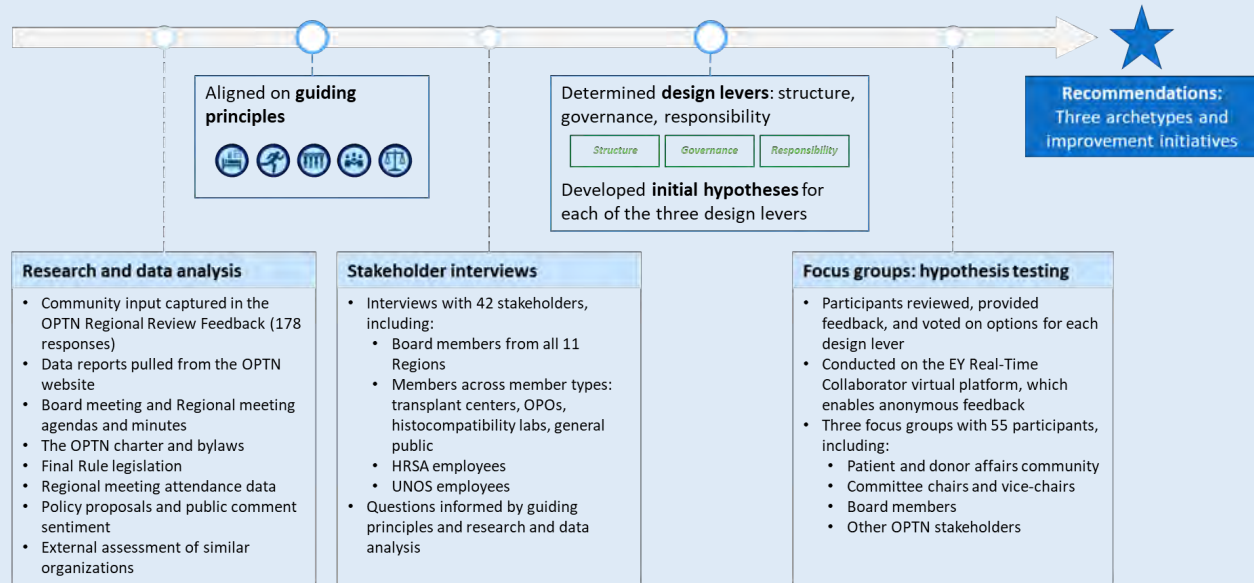 Aligned on guiding
principles
Determined design levers: structure,
governance, responsibility
Structure
Governance
Responsibility
Developed initial hypotheses for
each of the three design levers
Recommendations:
Three archetypes and
improvement initiatives
Research and data analysis
• Community input captured in the
OPTN Regional Review Feedback (178
responses)
• Data reports pulled from the OPTN
website
• Board meeting and Regional meeting
agendas and minutes
• The OPTN charter and bylaws
• Final Rule legislation
• Regional meeting attendance data
• Policy proposals and public comment
sentiment
• External assessment of similar
organizations
Stakeholder interviews
• Interviews with 42 stakeholders,
including:
• Board members from all 11
Regions
• Members across member types:
transplant centers, OPOs,
histocompatibility labs, general
public
• HRSA employees
• UNOS employees
• Questions informed by guiding
principles and research and data
analysis
Focus groups: hypothesis testing
• Participants reviewed, provided
feedback, and voted on options for each
design lever
• Conducted on the EY Real-Time
Collaborator virtual platform, which
enables anonymous feedback
• Three focus groups with 55 participants,
including:
• Patient and donor affairs community
• Committee chairs and vice-chairs
• Board members
• Other OPTN stakeholders